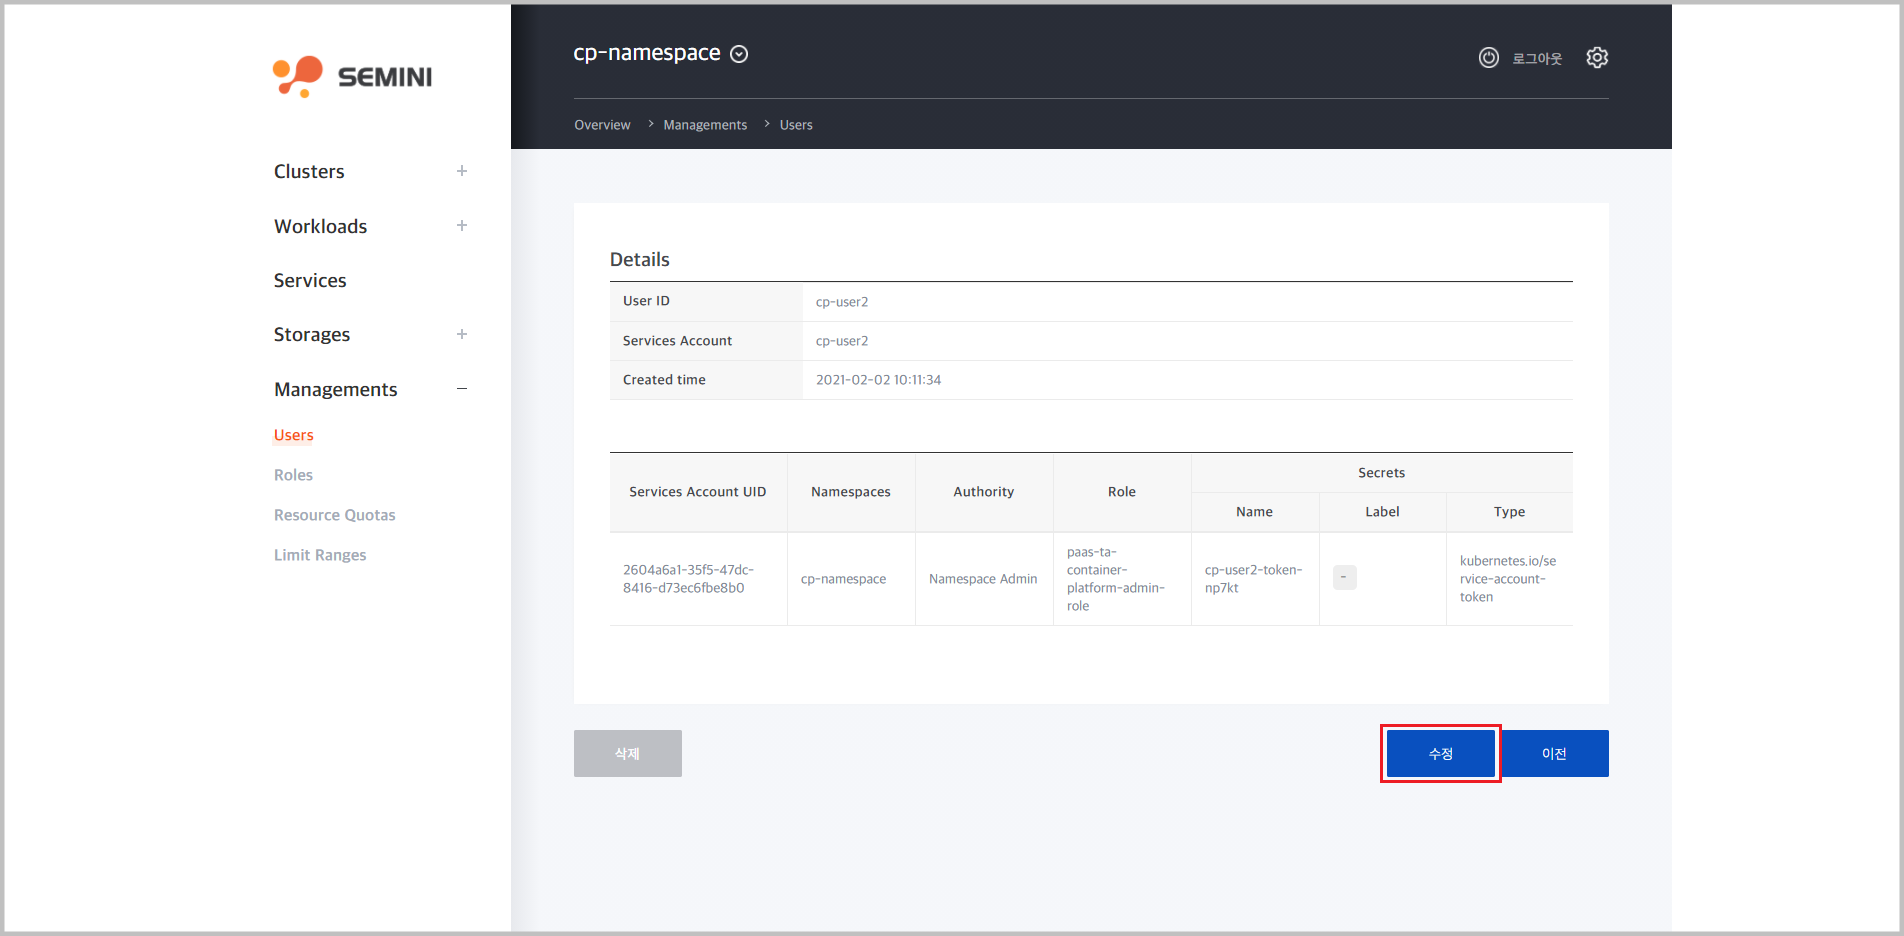 SEMINI
cp-namespace
로그아웃
Overview > Managements > Users
Clusters +
Workloads +
Services
Storages +
Managements −
Users
Roles
Resource Quotas
Limit Ranges
Details
User ID cp-user2
Services Account cp-user2
Created time 2021-02-02 10:11:34
Services Account UID Namespaces Authority Role Secrets
Name Label Type
2604a6a1-35f5-47dc-
8416-d73ec6fbe8b0
cp-namespace
Namespace Admin
paas-ta-
container-
platform-admin-
role
cp-user2-token-
np7kt
-
kubernetes.io/se
rvice-account-
token
삭제
수정
이전